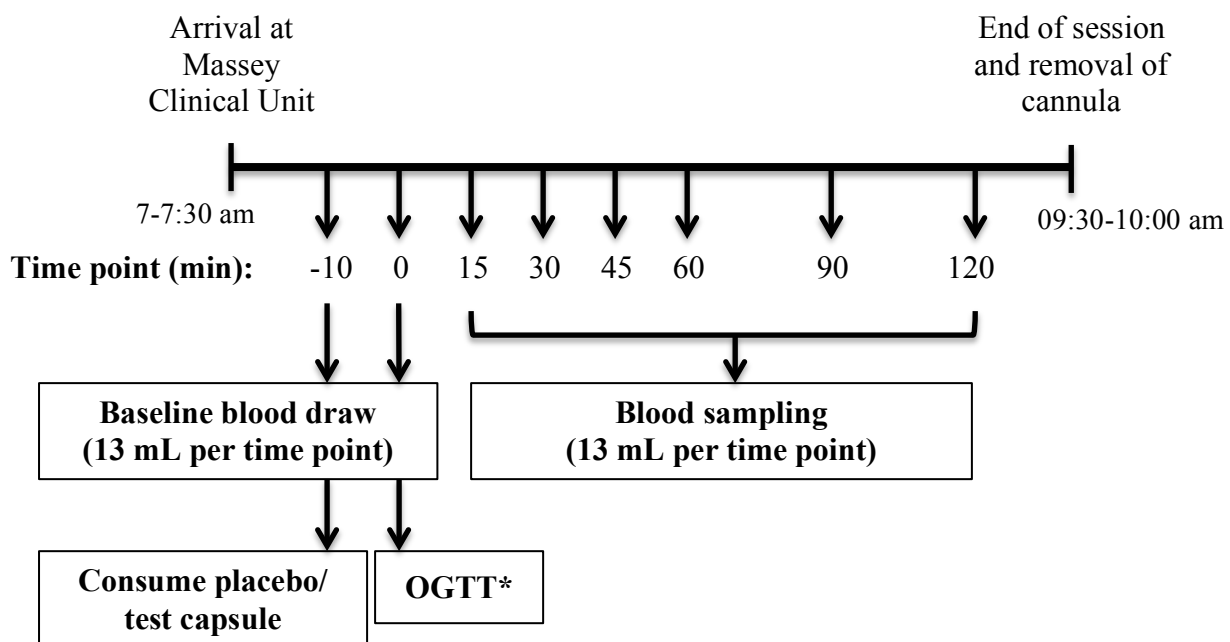 Arrival at
Massey
Clinical Unit
End of session
and removal of
cannula
7-7:30 am
09:30-10:00 am
Time point (min): -10 0 15 30 45 60 90 120
Baseline blood draw
(13 mL per time point)
Blood sampling
(13 mL per time point)
Consume placebo/
test capsule
OGTT*